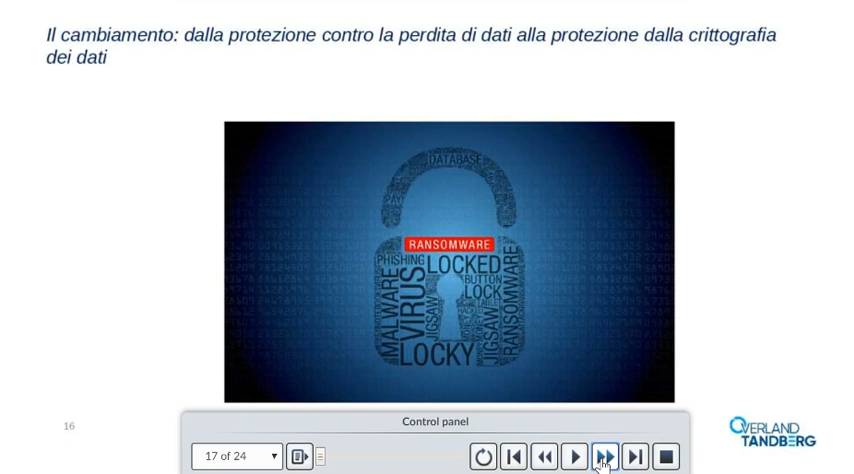 Il cambiamento: dalla protezione contro la perdita di dati alla protezione dalla crittografia
dei dati
DATABASE
PAY
RANSOMWARE
PHISHING
LOCKED
BUTTON
LOCK
MALWARE
VIRUS
JIGSAW
JIGSAW
RANSOMWARE
LOCKY
16
Control panel
17 of 24
OVERLAND
TANDBERG